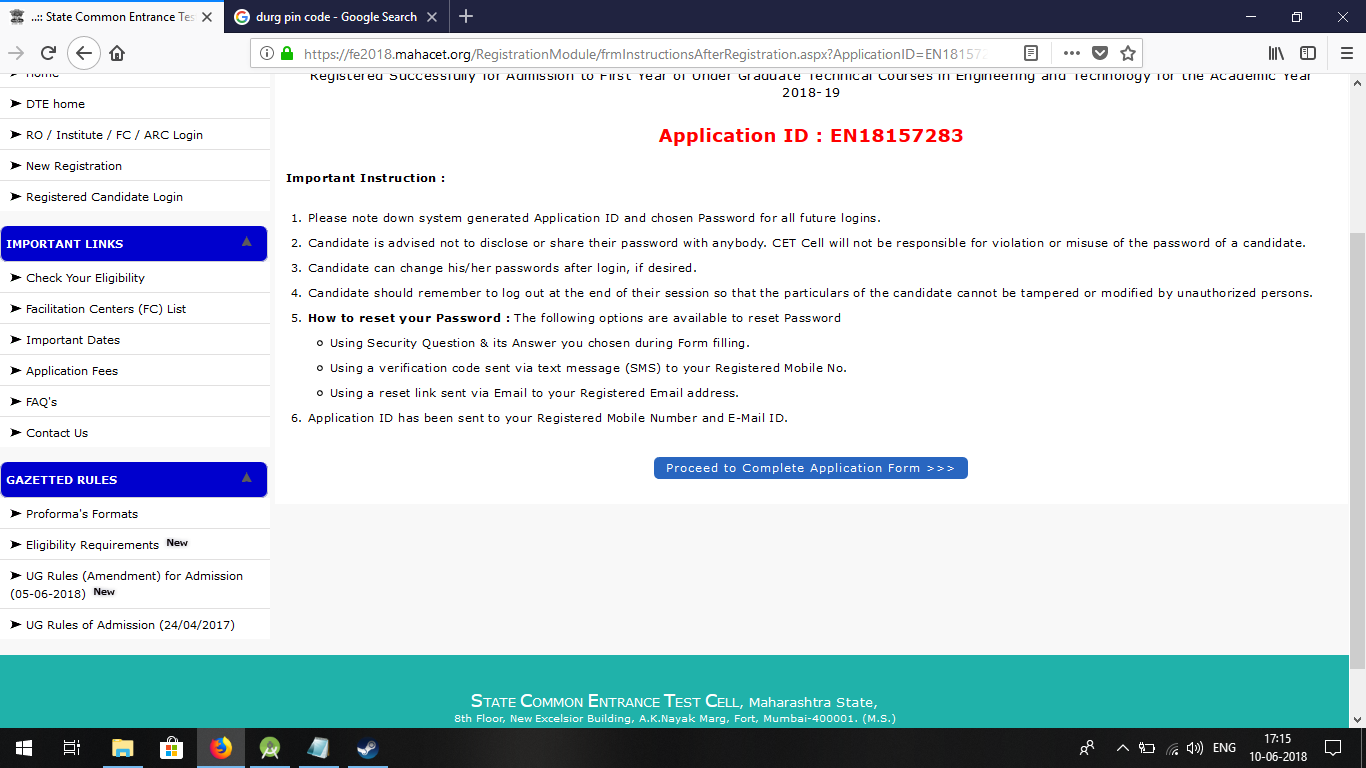 ..:: State Common Entrance Tes
durg pin code - Google Search
https://fe2018.mahacet.org/RegistrationModule/frmInstructionsAfterRegistration.aspx?ApplicationID=EN181572
Home
➤ DTE home
➤ RO / Institute / FC / ARC Login
➤ New Registration
➤ Registered Candidate Login
IMPORTANT LINKS
➤ Check Your Eligibility
➤ Facilitation Centers (FC) List
➤ Important Dates
➤ Application Fees
➤ FAQ's
➤ Contact Us
GAZETTED RULES
➤ Proforma's Formats
➤ Eligibility Requirements New
➤ UG Rules (Amendment) for Admission
(05-06-2018) New
➤ UG Rules of Admission (24/04/2017)
Registered Successfully for Admission to First Year of Under Graduate Technical Courses in Engineering and Technology for the Academic Year
2018-19
Application ID : EN18157283
Important Instruction :
1. Please note down system generated Application ID and chosen Password for all future logins.
2. Candidate is advised not to disclose or share their password with anybody. CET Cell will not be responsible for violation or misuse of the password of a candidate.
3. Candidate can change his/her passwords after login, if desired.
4. Candidate should remember to log out at the end of their session so that the particulars of the candidate cannot be tampered or modified by unauthorized persons.
5. How to reset your Password : The following options are available to reset Password
Using Security Question & its Answer you chosen during Form filling.
Using a verification code sent via text message (SMS) to your Registered Mobile No.
Using a reset link sent via Email to your Registered Email address.
6. Application ID has been sent to your Registered Mobile Number and E-Mail ID.
Proceed to Complete Application Form >>>
STATE COMMON ENTRANCE TEST CELL, Maharashtra State,
8th Floor, New Excelsior Building, A.K.Nayak Marg, Fort, Mumbai-400001. (M.S.)
ENG
17:15
10-06-2018